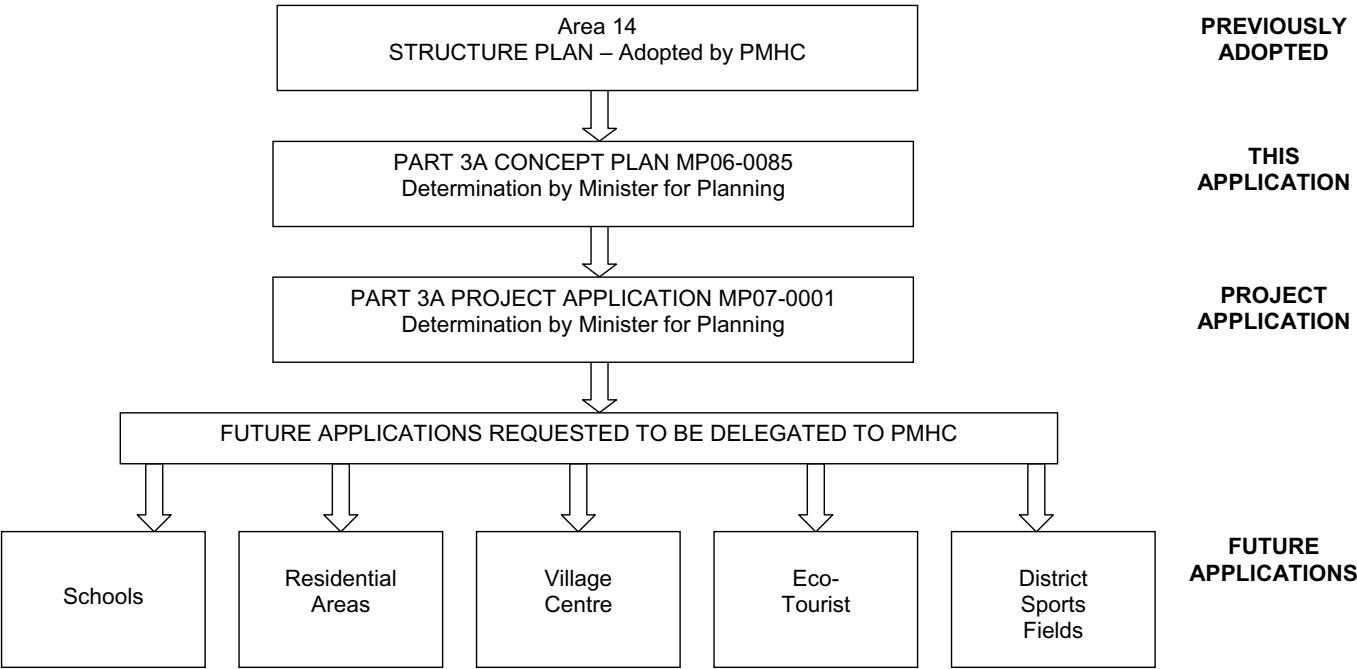 Area 14
STRUCTURE PLAN – Adopted by PMHC
PREVIOUSLY
ADOPTED
PART 3A CONCEPT PLAN MP06-0085
Determination by Minister for Planning
THIS
APPLICATION
PART 3A PROJECT APPLICATION MP07-0001
Determination by Minister for Planning
PROJECT
APPLICATION
FUTURE APPLICATIONS REQUESTED TO BE DELEGATED TO PMHC
Schools
Residential
Areas
Village
Centre
Eco-
Tourist
District
Sports
Fields
FUTURE
APPLICATIONS